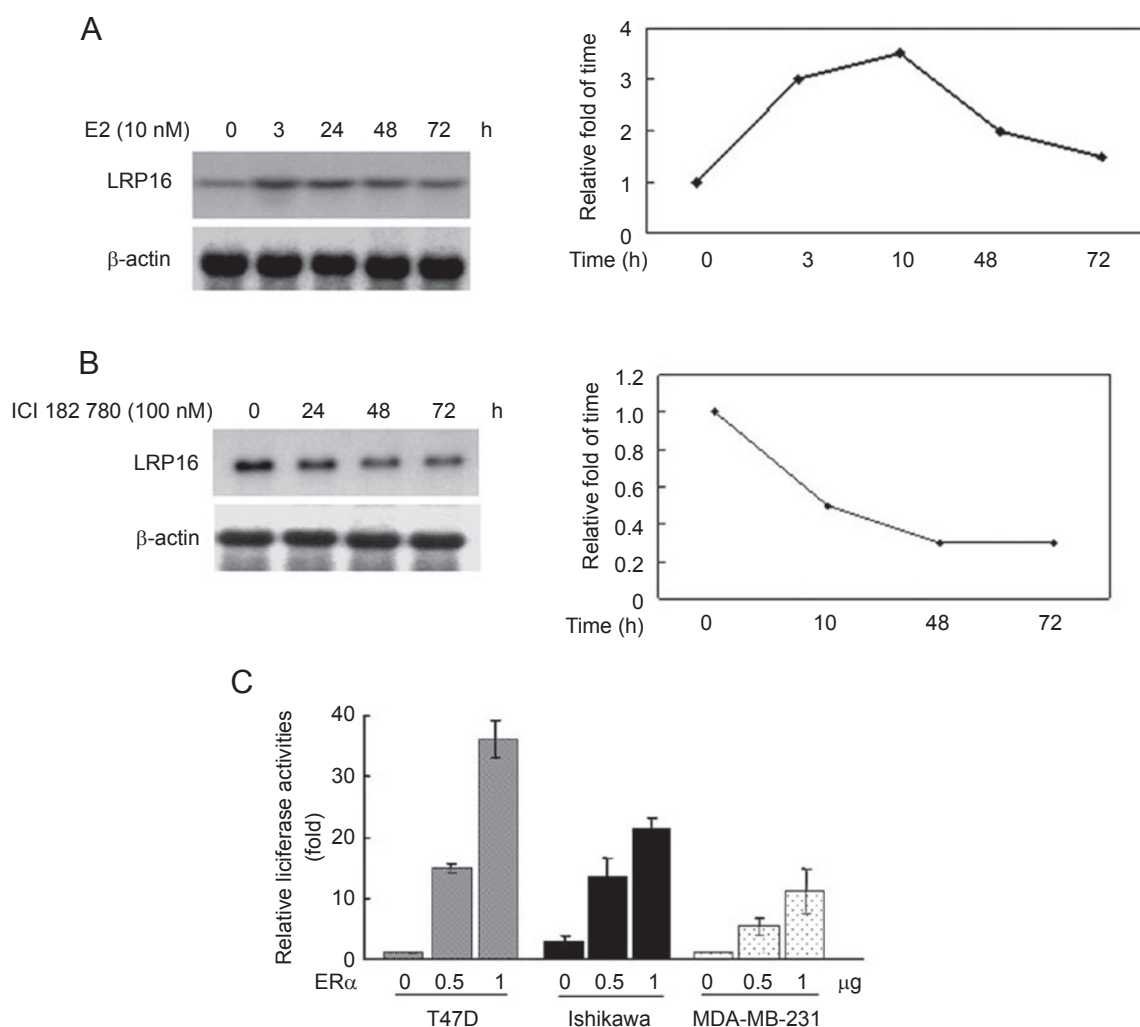 A
E2 (10 nM) 0 3 24 48 72 h
LRP16
β-actin
Relative fold of time
4
3
2
1
0
Time (h) 0 3 10 48 72
B
ICI 182 780 (100 nM) 0 24 48 72 h
LRP16
β-actin
Relative fold of time
1.2
1.0
0.8
0.6
0.4
0.2
0
Time (h) 0 10 48 72
C
Relative liciferase activities
(fold)
40
30
20
10
0
ERα 0 0.5 1 0 0.5 1 0 0.5 1 μg
T47D Ishikawa MDA-MB-231